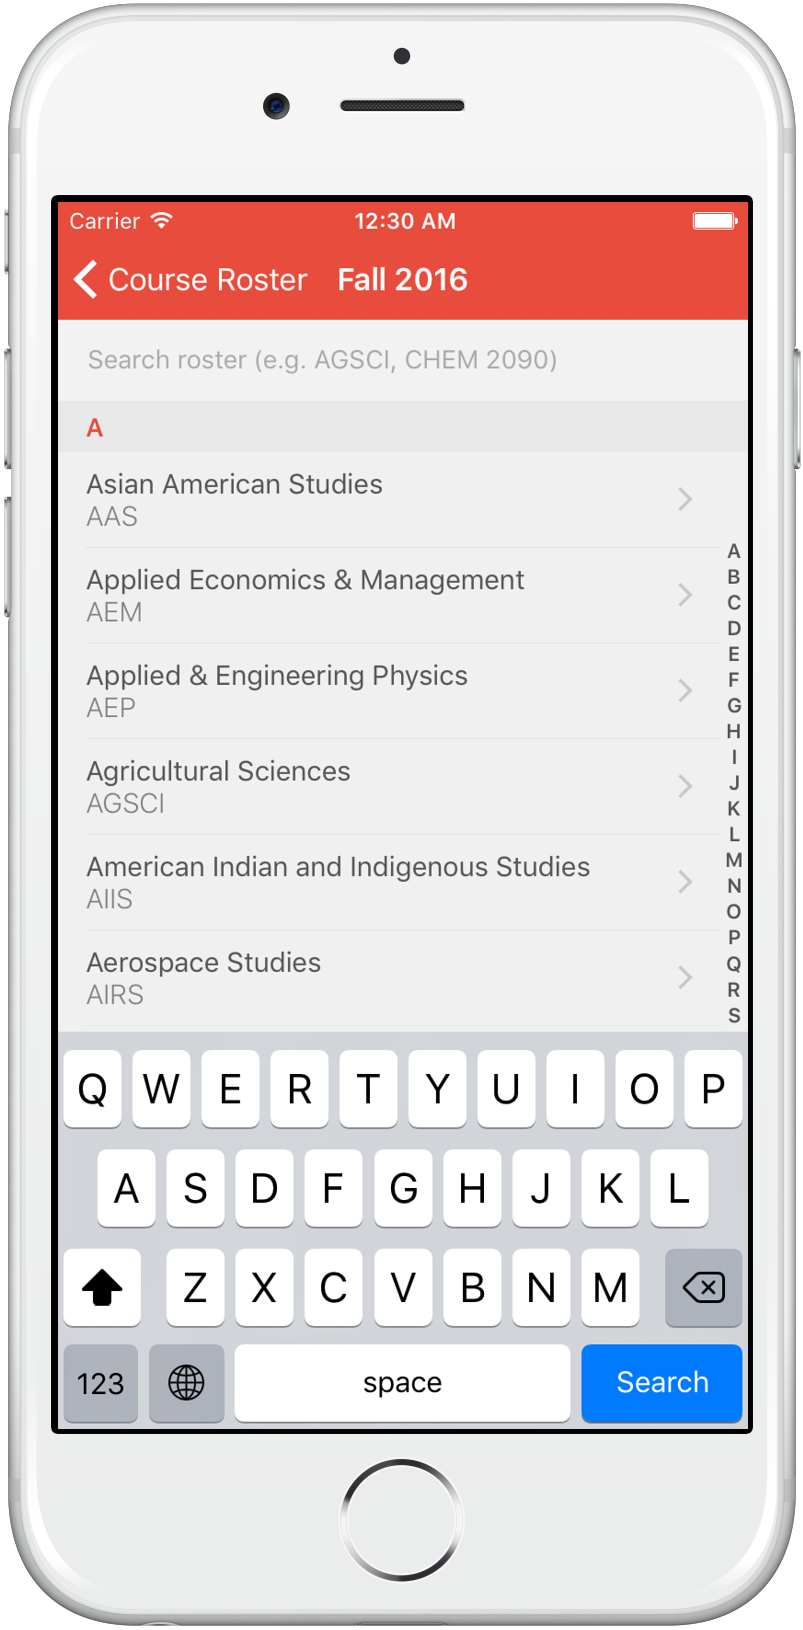 Carrier 12:30 AM
Course Roster Fall 2016
Search roster (e.g. AGSCI, CHEM 2090)
A
Asian American Studies
AAS
Applied Economics & Management
AEM
Applied & Engineering Physics
AEP
Agricultural Sciences
AGSCI
American Indian and Indigenous Studies
AIIS
Aerospace Studies
AIRS
A
B
C
D
E
F
G
H
I
J
K
L
M
N
O
P
Q
R
S
Q W E R T Y U I O P
A S D F G H J K L
Z X C V B N M
123 space Search